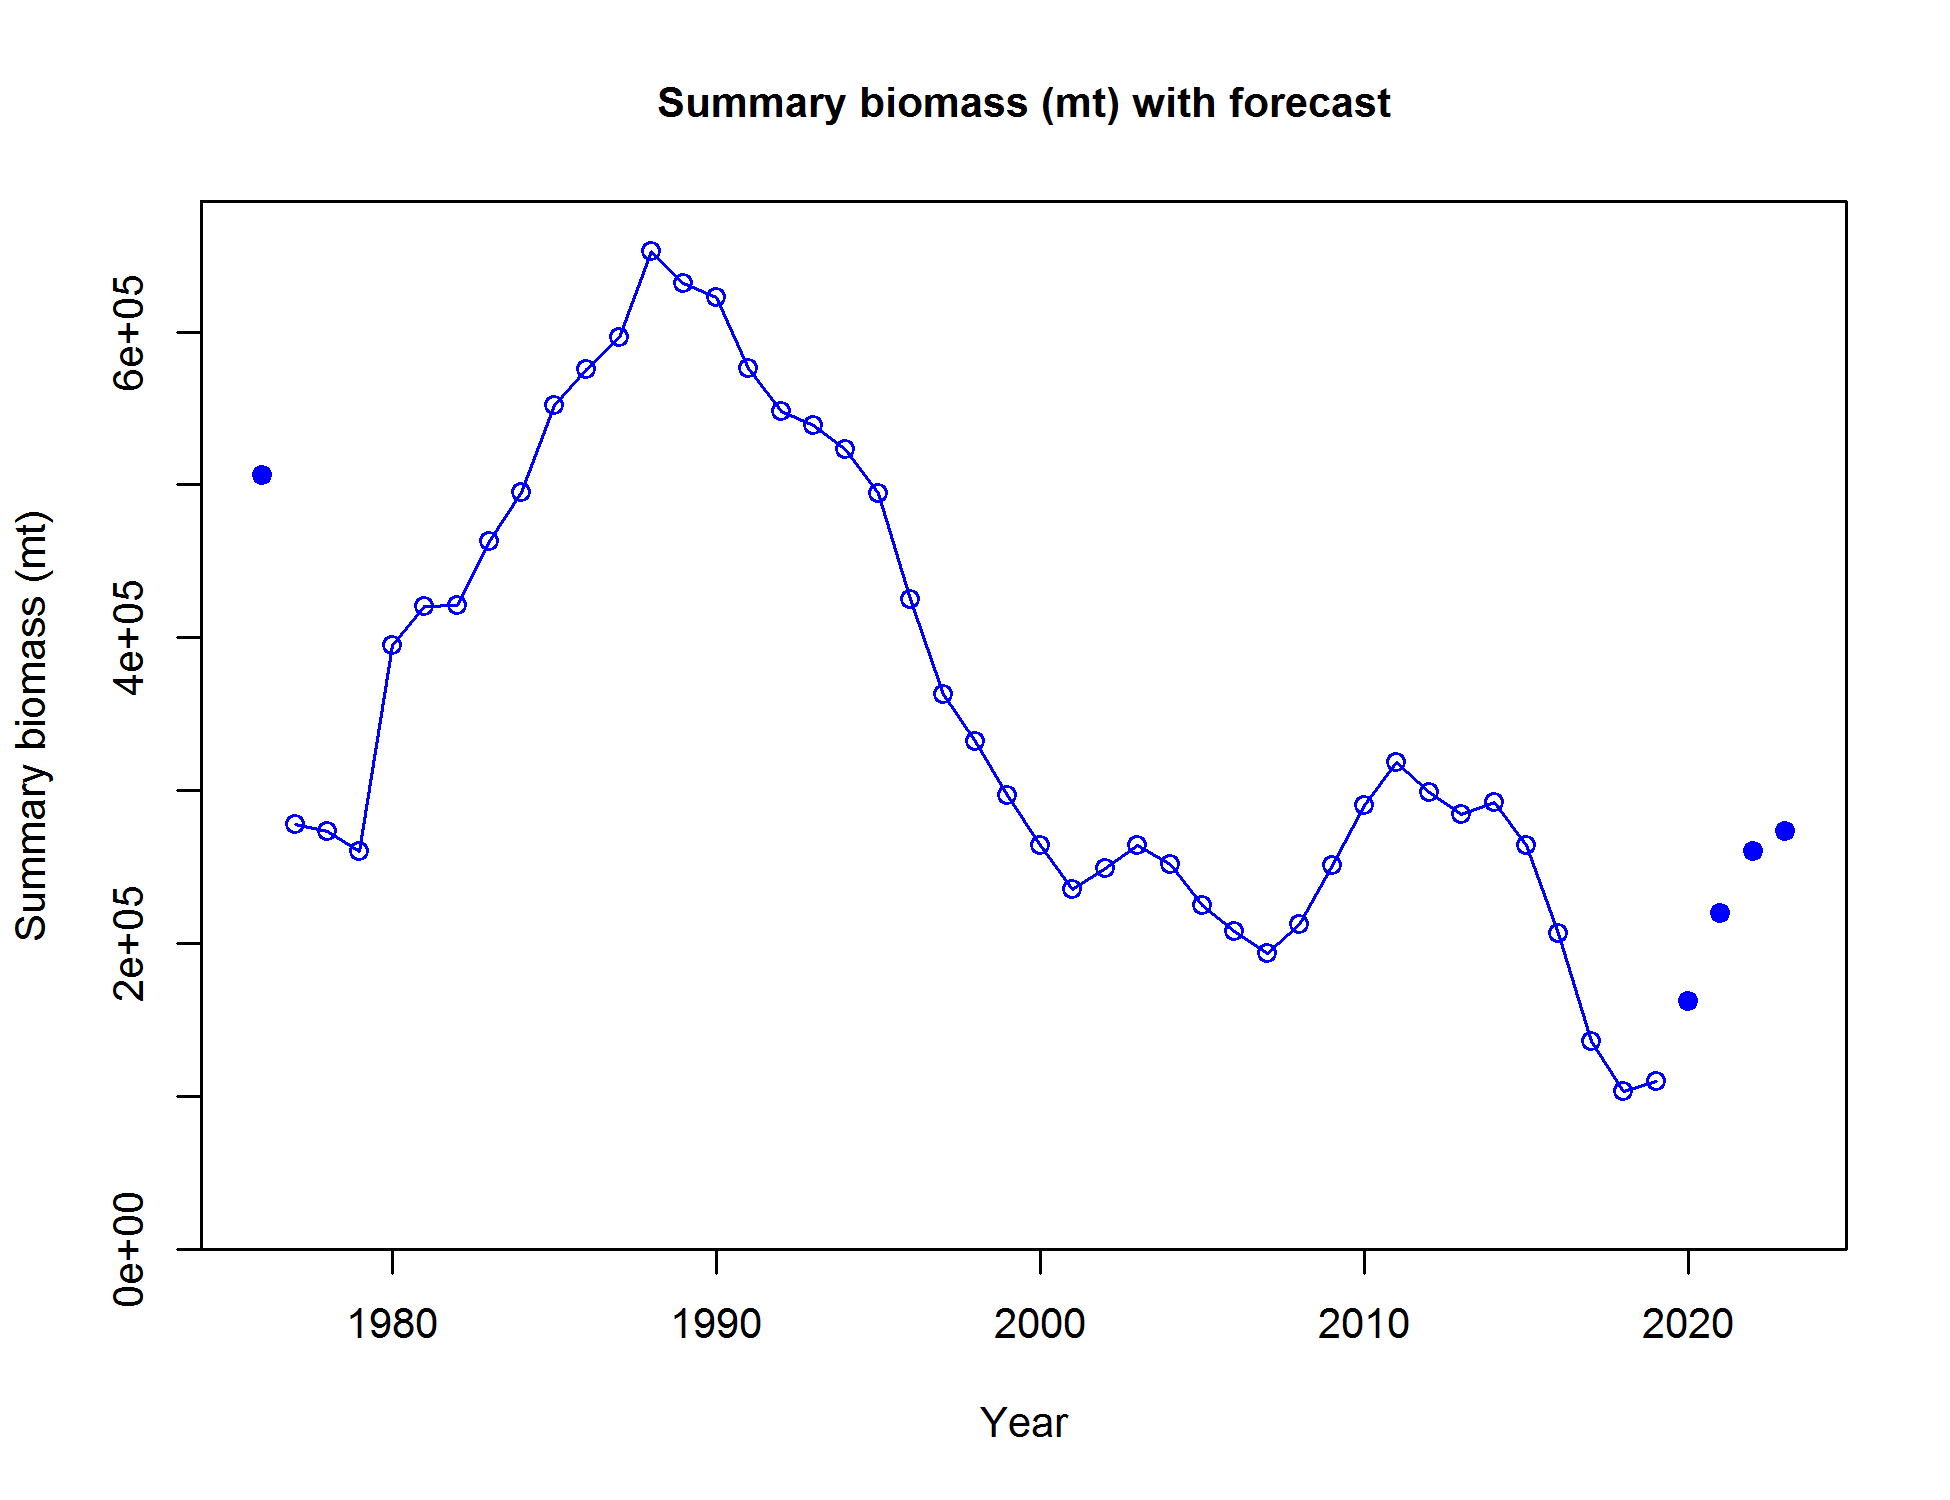 Summary biomass (mt) with forecast
Summary biomass (mt)
6e+05
4e+05
2e+05
0e+00
1980
1990
2000
2010
2020
Year